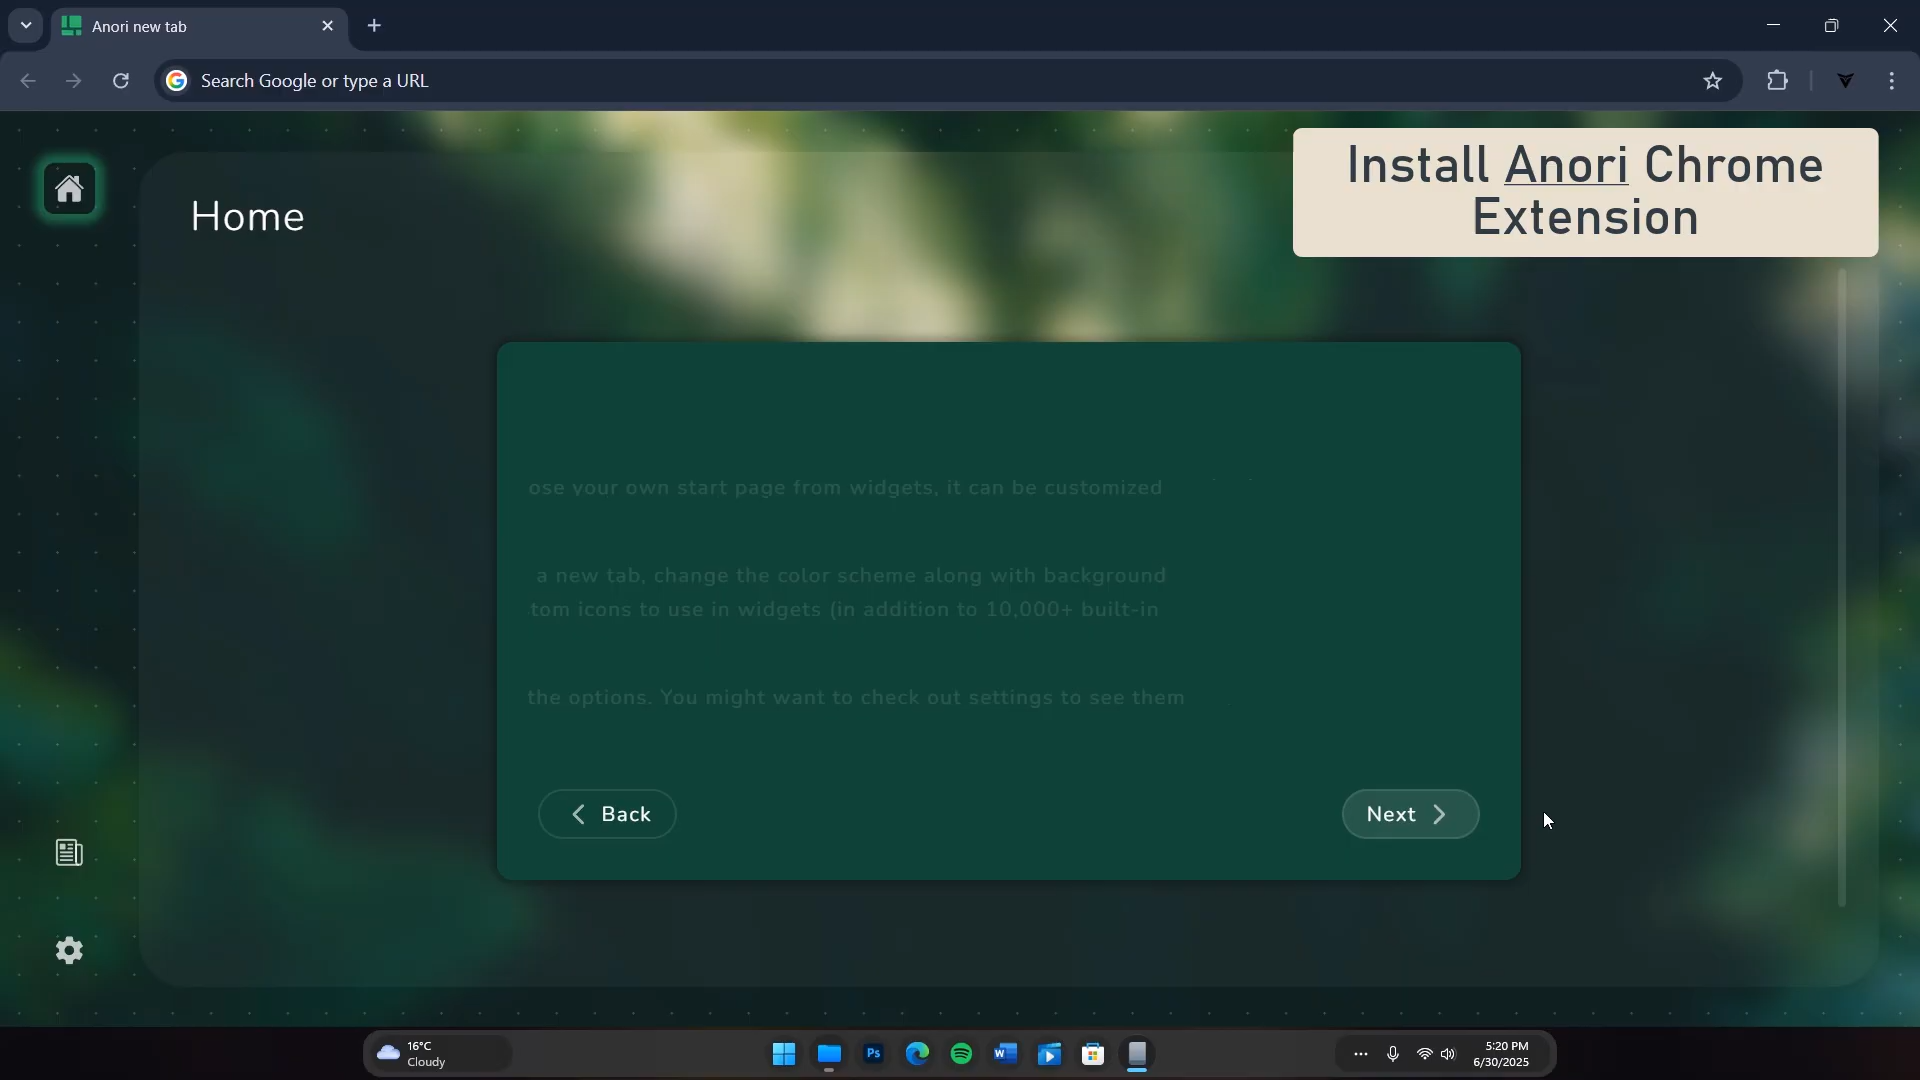 Anori new tab
Search Google or type a URL
Install Anori Chrome
Extension
Home
ose your own start page from widgets, it can be customized
a new tab, change the color scheme along with background
tom icons to use in widgets (in addition to 10,000+ built-in
the options. You might want to check out settings to see them
Back
Next
16°C
Cloudy
Ps
W
5:20 PM
6/30/2025